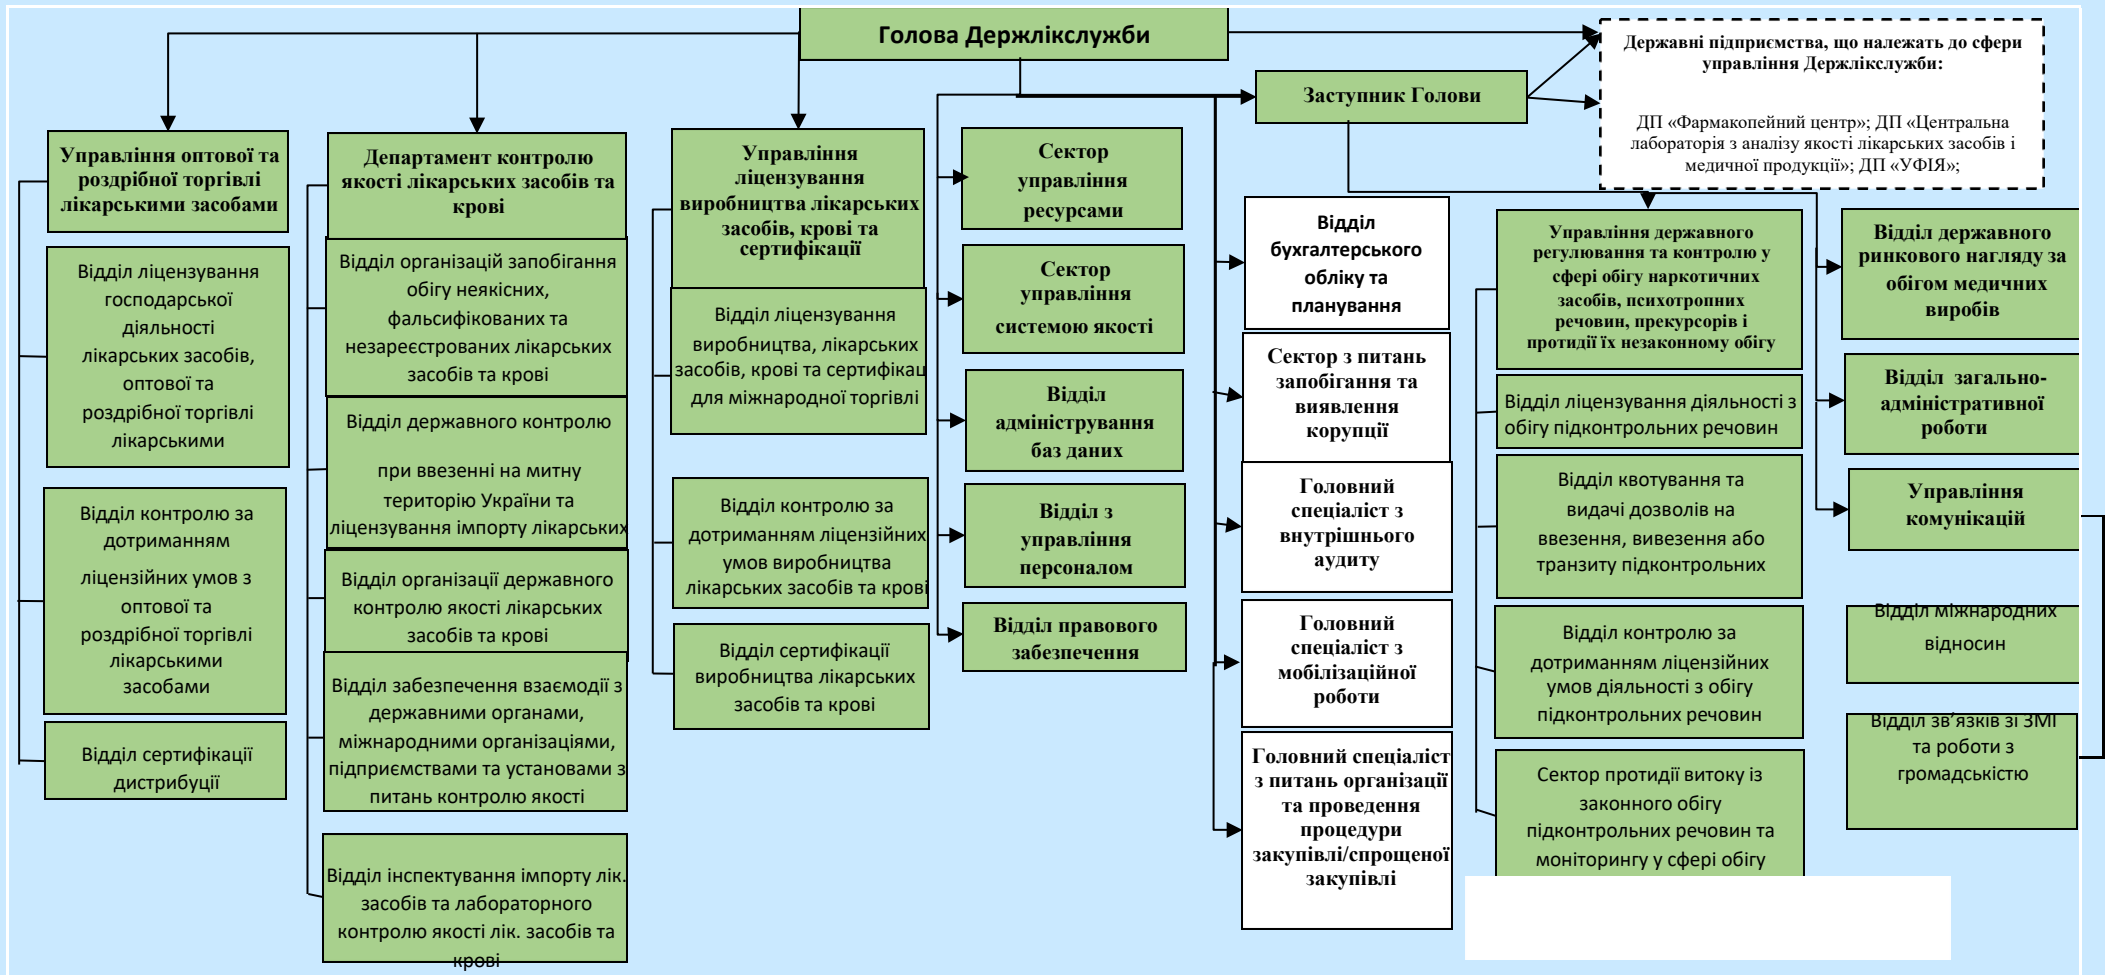 Голова Держлікслужби
Державні підприємства, що належать до сфери
управління Держлікслужби:
ДП «Фармакопейний центр»; ДП «Центральна
лабораторія з аналізу якості лікарських засобів і
медичної продукції»; ДП «УФІЯ»;
Заступник Голови
Управління оптової та
роздрібної торгівлі
лікарськими засобами
Відділ ліцензування
господарської
діяльності
лікарських засобів,
оптової та
роздрібної торгівлі
лікарськими
Відділ контролю за
дотриманням
ліцензійних умов з
оптової та
роздрібної торгівлі
лікарськими
засобами
Відділ сертифікації
дистрибуції
Департамент контролю
якості лікарських засобів та
крові
Відділ організацій запобігання
обігу неякісних,
фальсифікованих та
незареєстрованих лікарських
засобів та крові
Відділ державного контролю
при ввезенні на митну
територію України та
ліцензування імпорту лікарських
Відділ організації державного
контролю якості лікарських
засобів та крові
Відділ забезпечення взаємодії з
державними органами,
міжнародними організаціями,
підприємствами та установами з
питань контролю якості
Відділ інспектування імпорту лік.
засобів та лабораторного
контролю якості лік. засобів та
крові
Управління
ліцензування
виробництва лікарських
засобів, крові та
сертифікації
Відділ ліцензування
виробництва, лікарських
засобів, крові та сертифікац
для міжнародної торгівлі
Відділ контролю за
дотриманням ліцензійних
умов виробництва
лікарських засобів та крові
Відділ сертифікації
виробництва лікарських
засобів та крові
Сектор
управління
ресурсами
Сектор
управління
системою якості
Відділ
адміністрування
баз даних
Відділ з
управління
персоналом
Відділ правового
забезпечення
Відділ
бухгалтерського
обліку та
планування
Сектор з питань
запобігання та
виявлення
корупції
Головний
спеціаліст з
внутрішнього
аудиту
Головний
спеціаліст з
мобілізаційної
роботи
Головний спеціаліст
з питань організації
та проведення
процедури
закупівлі/спрощеної
закупівлі
Управління державного
регулювання та контролю у
сфері обігу наркотичних
засобів, психотропних
речовин, прекурсорів і
протидії їх незаконному обігу
Відділ ліцензування діяльності з
обігу підконтрольних речовин
Відділ квотування та
видачі дозволів на
ввезення, вивезення або
транзиту підконтрольних
Відділ контролю за
дотриманням ліцензійних
умов діяльності з обігу
підконтрольних речовин
Сектор протидії витоку із
законного обігу
підконтрольних речовин та
моніторингу у сфері обігу
Відділ державного
ринкового нагляду за
обігом медичних
виробів
Відділ загально-
адміністративної
роботи
Управління
комунікацій
Відділ міжнародних
відносин
Відділ зв’язків зі ЗМІ
та роботи з
громадськістю